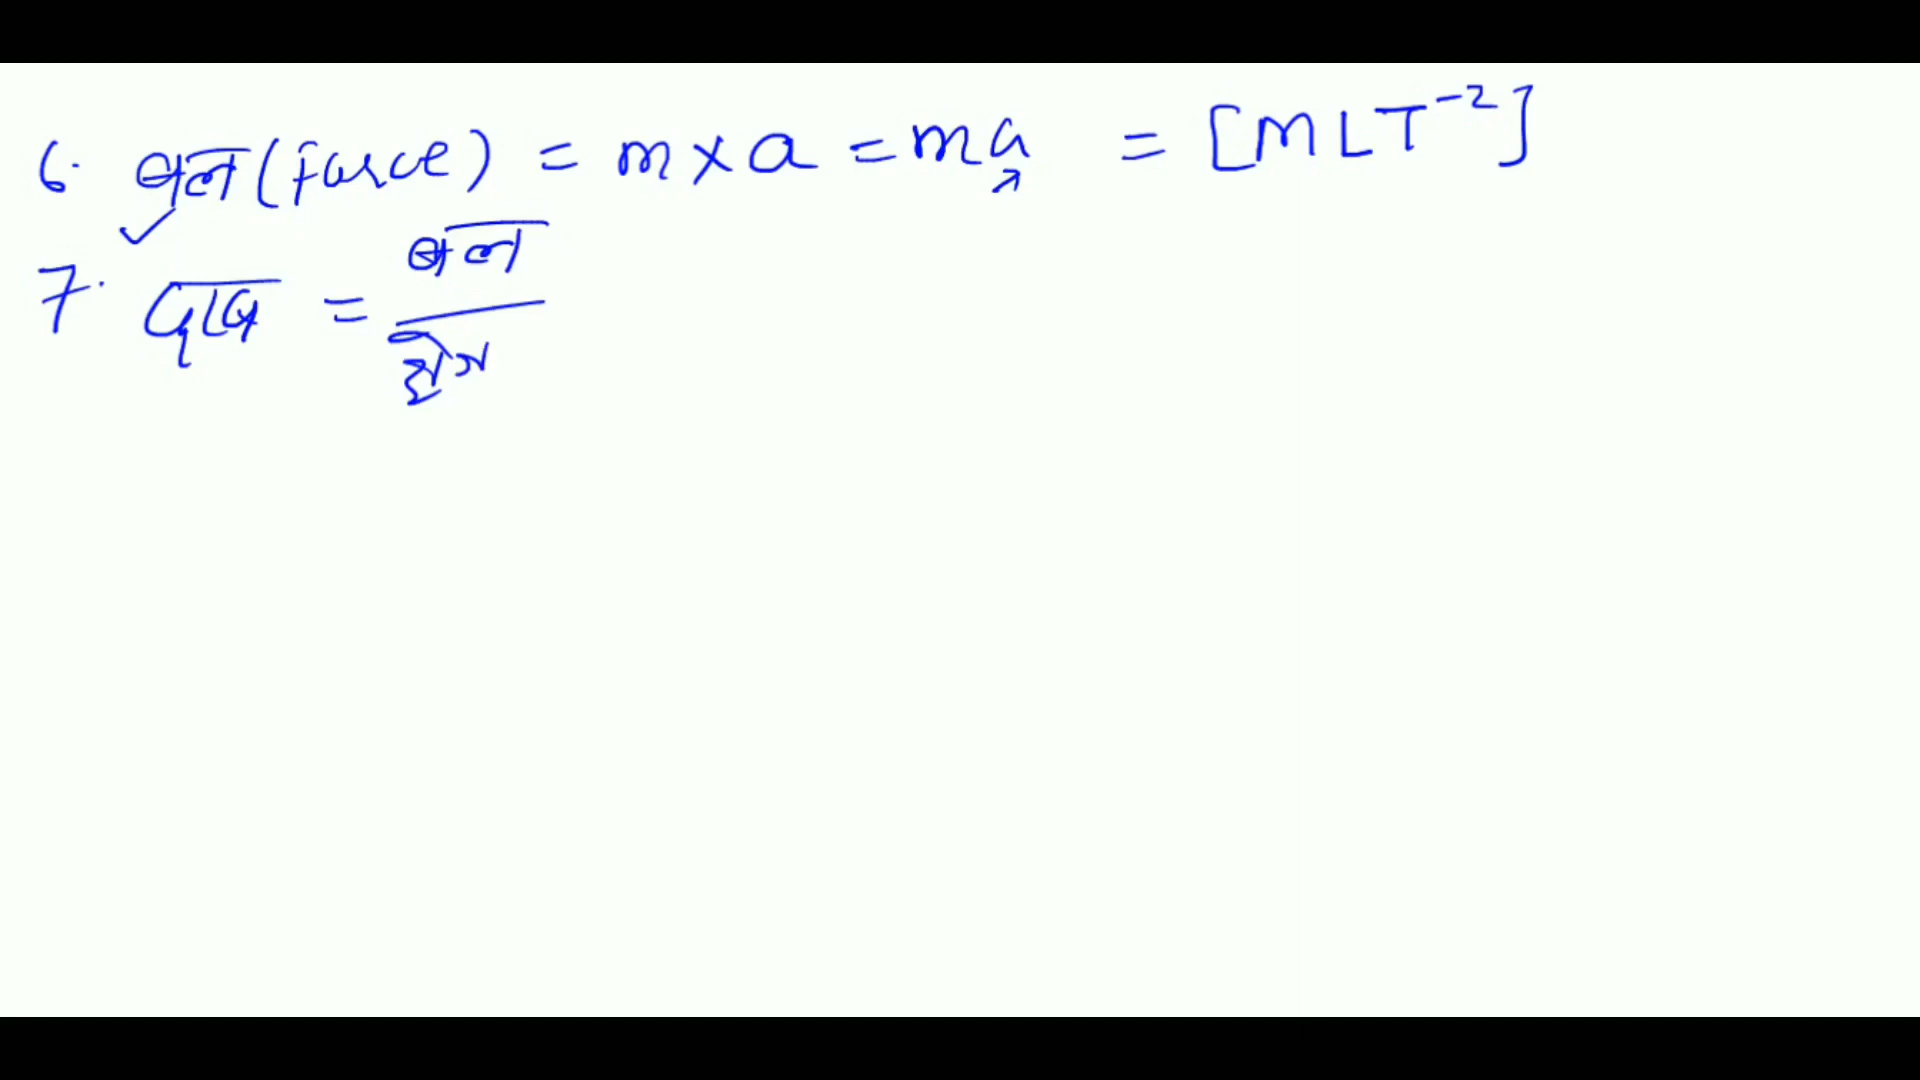 6. बल (Force) = m x a = ma = [MLT⁻²]
7. दाब = बल / क्षेत्र